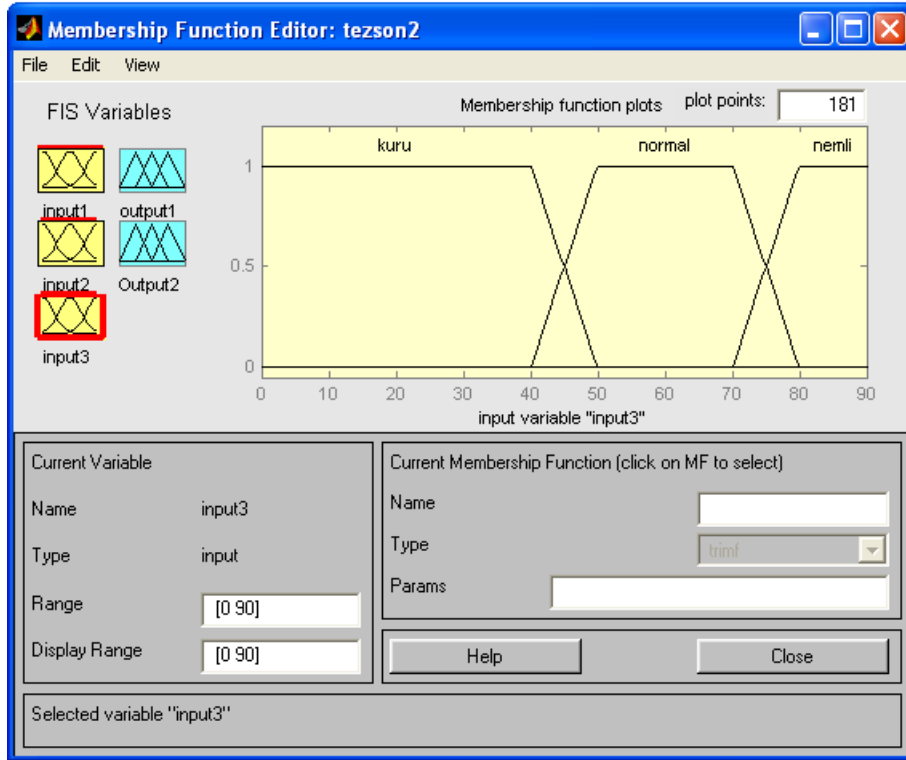 Membership Function Editor: tezson2
File Edit View
FIS Variables
Membership function plots plot points: 181
input1 output1
input2 Output2
input3
kuru normal nemli
1
0.5
0
0 10 20 30 40 50 60 70 80 90
input variable "input3"
Current Variable
Name input3
Type input
Range [0 90]
Display Range [0 90]
Current Membership Function (click on MF to select)
Name
Type trimf
Params
Help Close
Selected variable "input3"